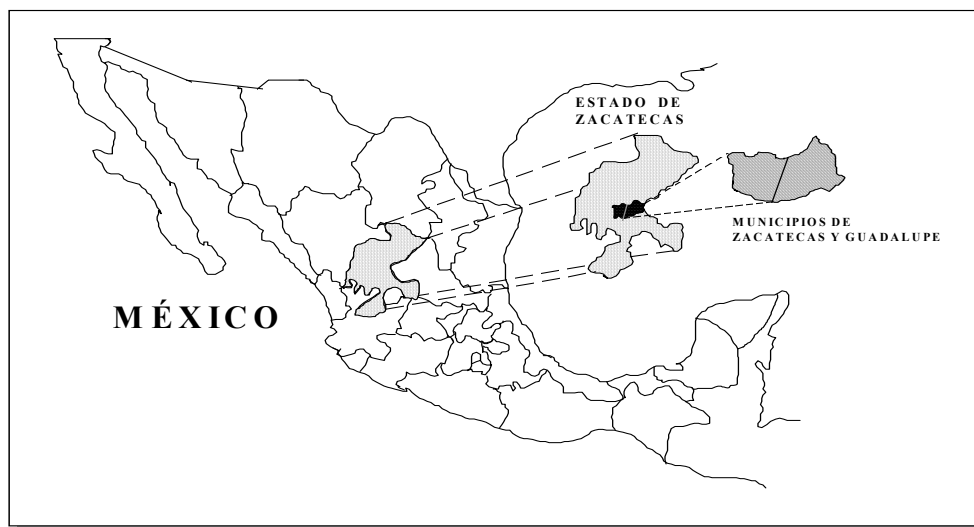 ESTADO DE
ZACATECAS
MUNICIPIOS DE
ZACATECAS Y GUADALUPE
MÉXICO